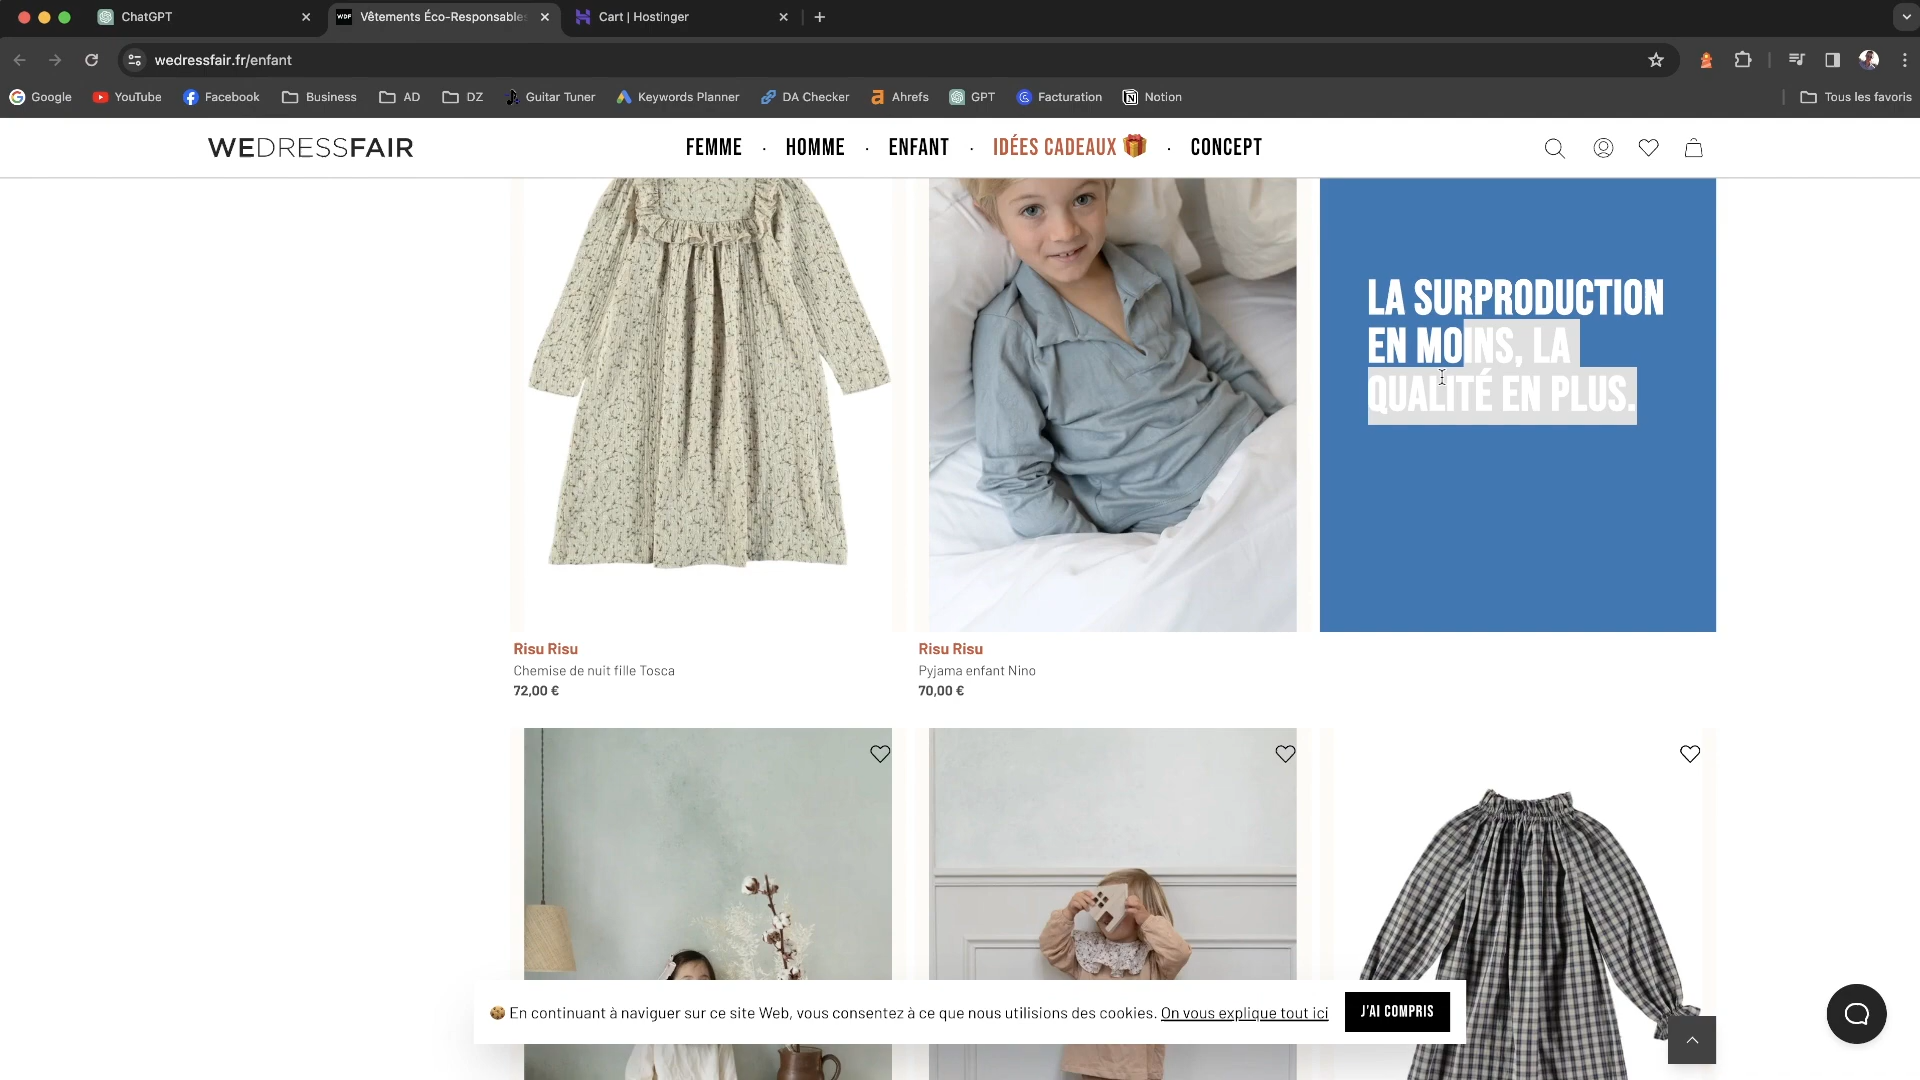 ChatGPT
WDF Vêtements Éco-Responsables
Cart | Hostinger
wedressfair.fr/enfant
Google
YouTube
Facebook
Business
AD
DZ
Guitar Tuner
Keywords Planner
DA Checker
Ahrefs
GPT
Facturation
Notion
Tous les favoris
WEDRESSFAIR
FEMME · HOMME · ENFANT · IDÉES CADEAUX 🎁 · CONCEPT
LA SURPRODUCTION
EN MOINS, LA
QUALITÉ EN PLUS.
Risu Risu
Chemise de nuit fille Tosca
72,00 €
Risu Risu
Pyjama enfant Nino
70,00 €
🍪 En continuant à naviguer sur ce site Web, vous consentez à ce que nous utilisions des cookies. On vous explique tout ici
J'AI COMPRIS